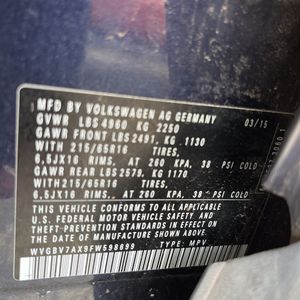 MFD. BY VOLKSWAGEN AG GERMANY
GVWR LBS 4960 KG 2250 03/15
GAWR FRONT LBS 2491, KG 1130
WITH 215/65R16 TIRES,
6,5JX16 RIMS, AT 260 KPA, 38 PSI COLD
GAWR REAR LBS 2579, KG 1170
WITH 215/65R16 TIRES,
6,5JX16 RIMS, AT 260 KPA, 38 PSI COLD
THIS VEHICLE CONFORMS TO ALL APPLICABLE
U.S. FEDERAL MOTOR VEHICLE SAFETY AND
THEFT PREVENTION STANDARDS IN EFFECT
ON THE DATE OF MANUFACTURE SHOWN ABOVE.
WVGBV7AX9FW598699 TYPE: MPV